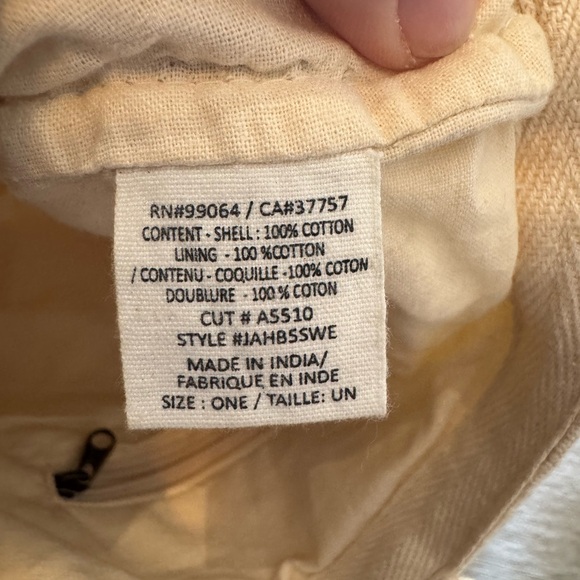 RN#99064 / CA#37757
CONTENT - SHELL : 100% COTTON
LINING - 100 %COTTON
/ CONTENU - COQUILLE -100% COTON
DOUBLURE - 100 % COTON
CUT # A5510
STYLE #JAHB5SWE
MADE IN INDIA/
FABRIQUE EN INDE
SIZE : ONE / TAILLE: UN